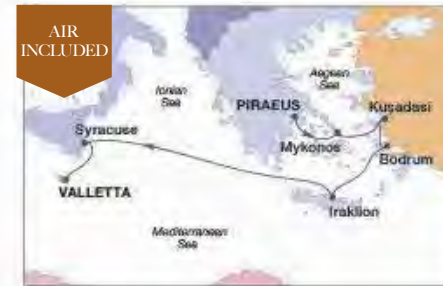 AIR
INCLUDED
Ionian
Sea
Aegean
Sea
PIRAEUS
Kuşadasi
Syracuse
Mykonos
Bodrum
VALLETTA
Iraklion
Mediterranean
Sea